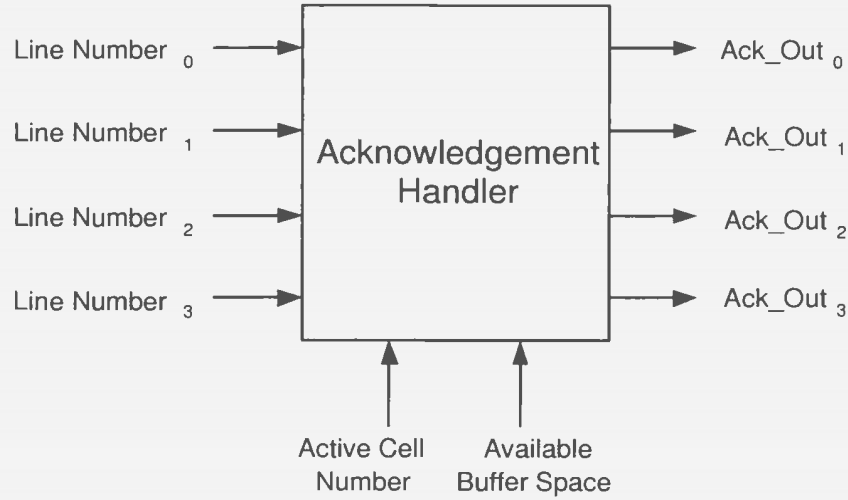 Line Number 0
Ack_Out 0
Line Number 1
Ack_Out 1
Acknowledgement
Handler
Line Number 2
Ack_Out 2
Line Number 3
Ack_Out 3
Active Cell
Number
Available
Buffer Space